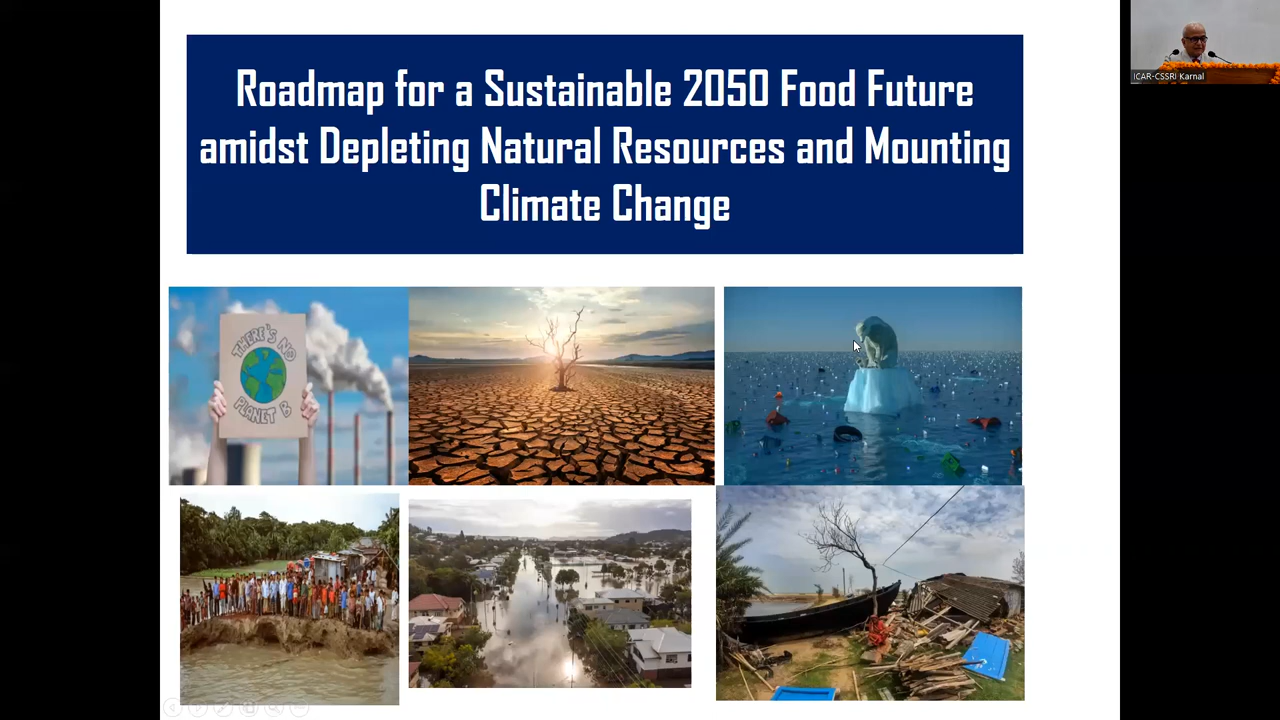 Roadmap for a Sustainable 2050 Food Future
amidst Depleting Natural Resources and Mounting
Climate Change
ICAR-CSSRI Karnal
THERE'S NO
PLANET B